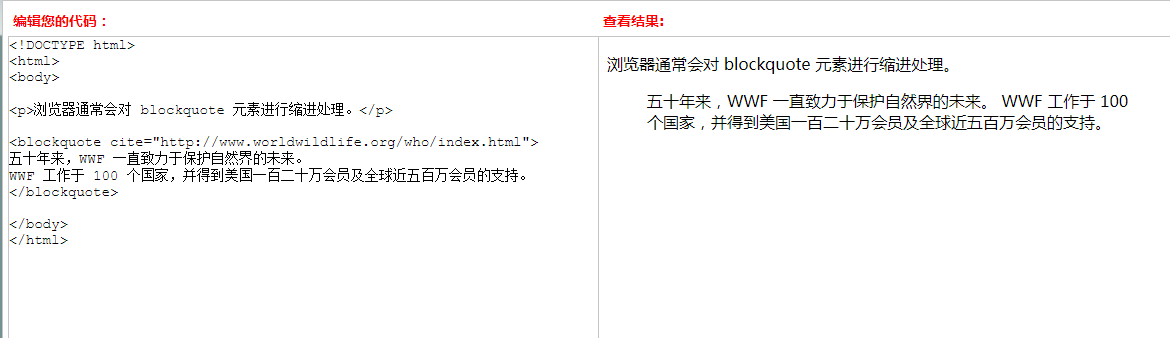 编辑您的代码：
查看结果:
<!DOCTYPE html>
<html>
<body>
<p>浏览器通常会对 blockquote 元素进行缩进处理。</p>
<blockquote cite="http://www.worldwildlife.org/who/index.html">
五十年来，WWF 一直致力于保护自然界的未来。
WWF 工作于 100 个国家，并得到美国一百二十万会员及全球近五百万会员的支持。
</blockquote>
</body>
</html>
浏览器通常会对 blockquote 元素进行缩进处理。
五十年来，WWF 一直致力于保护自然界的未来。 WWF 工作于 100
个国家，并得到美国一百二十万会员及全球近五百万会员的支持。